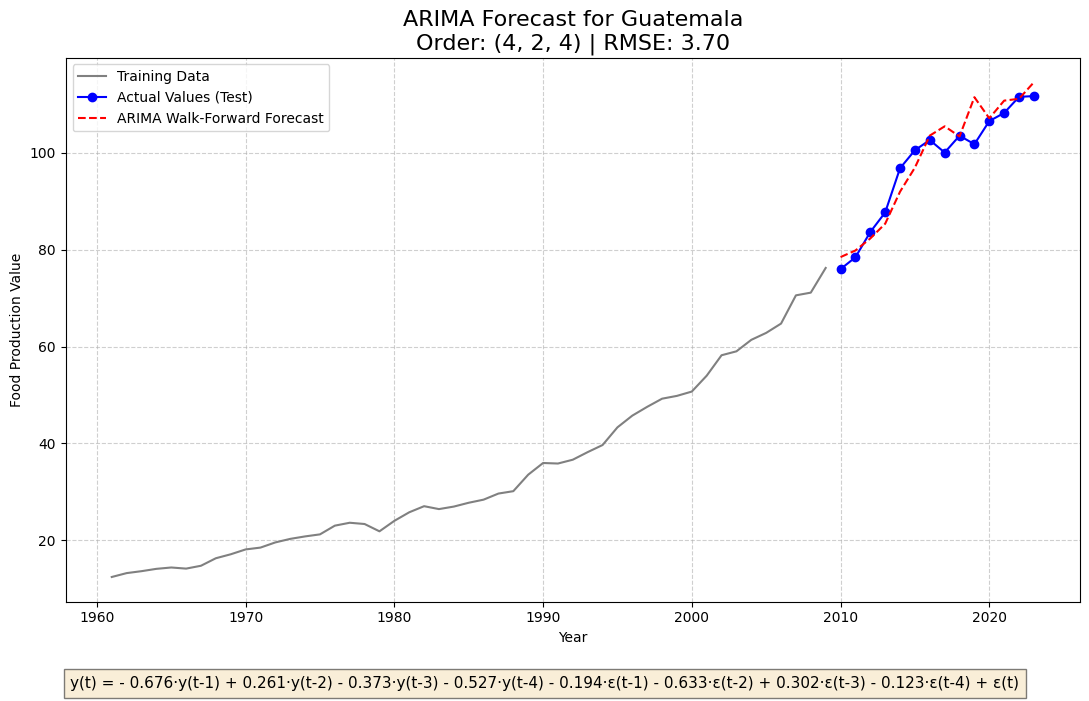 ARIMA Forecast for Guatemala
Order: (4, 2, 4) | RMSE: 3.70
Training Data
Actual Values (Test)
ARIMA Walk-Forward Forecast
Food Production Value
100
80
60
40
20
1960 1970 1980 1990 2000 2010 2020
Year
y(t) = - 0.676·y(t-1) + 0.261·y(t-2) - 0.373·y(t-3) - 0.527·y(t-4) - 0.194·ε(t-1) - 0.633·ε(t-2) + 0.302·ε(t-3) - 0.123·ε(t-4) + ε(t)